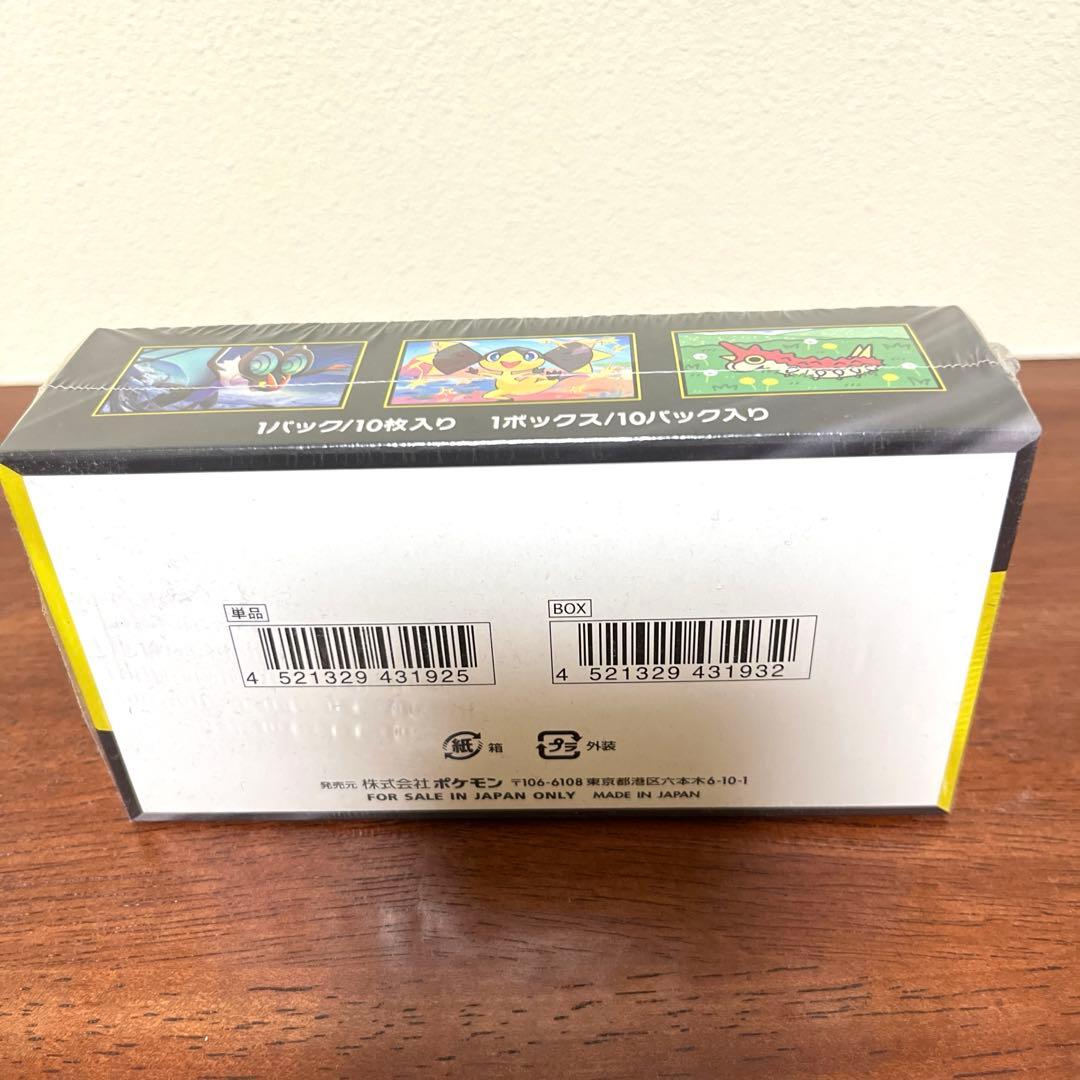 1パック/10枚入り 1ボックス/10パック入り
単品
4 521329 431925
BOX
4 521329 431932
紙 箱 プラ 外装
発売元 株式会社ポケモン 〒106-6108 東京都港区六本木6-10-1
FOR SALE IN JAPAN ONLY MADE IN JAPAN